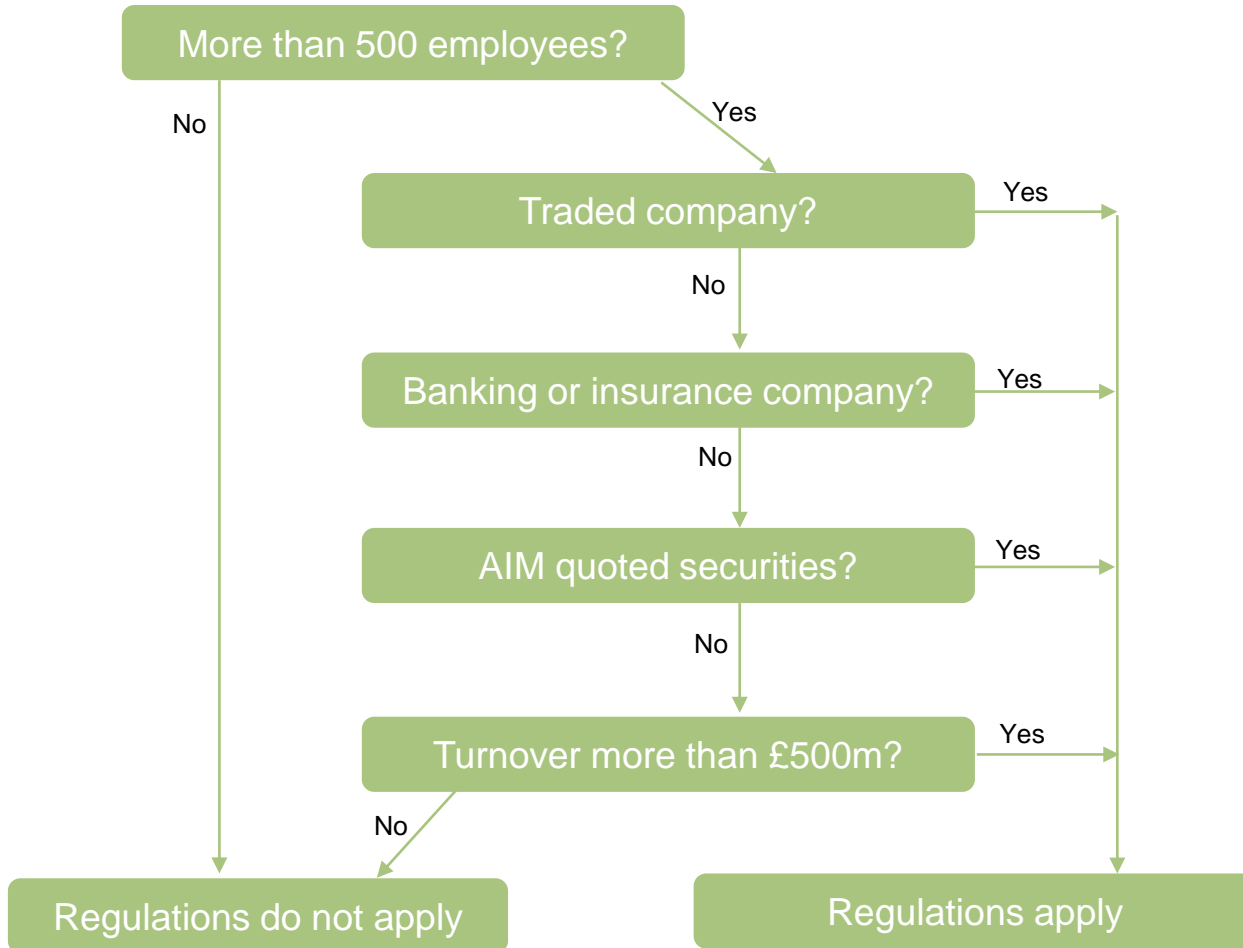 More than 500 employees?
No
Yes
Traded company?
Yes
No
Banking or insurance company?
Yes
No
AIM quoted securities?
Yes
No
Turnover more than £500m?
Yes
No
Regulations do not apply
Regulations apply